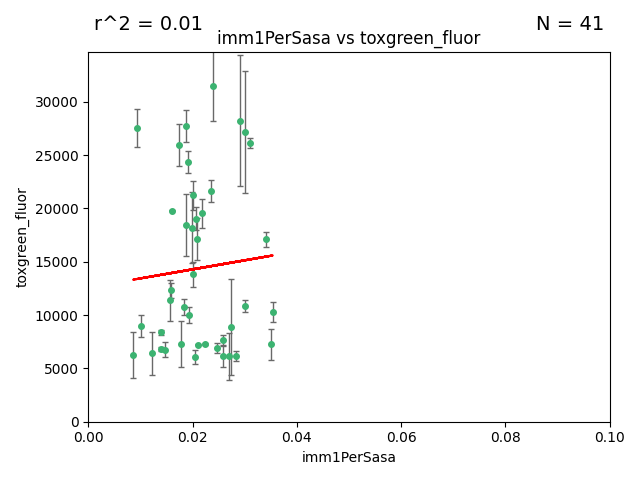 r^2 = 0.01
N = 41
imm1PerSasa vs toxgreen_fluor
30000
25000
20000
15000
10000
5000
0
toxgreen_fluor
0.00 0.02 0.04 0.06 0.08 0.10
imm1PerSasa